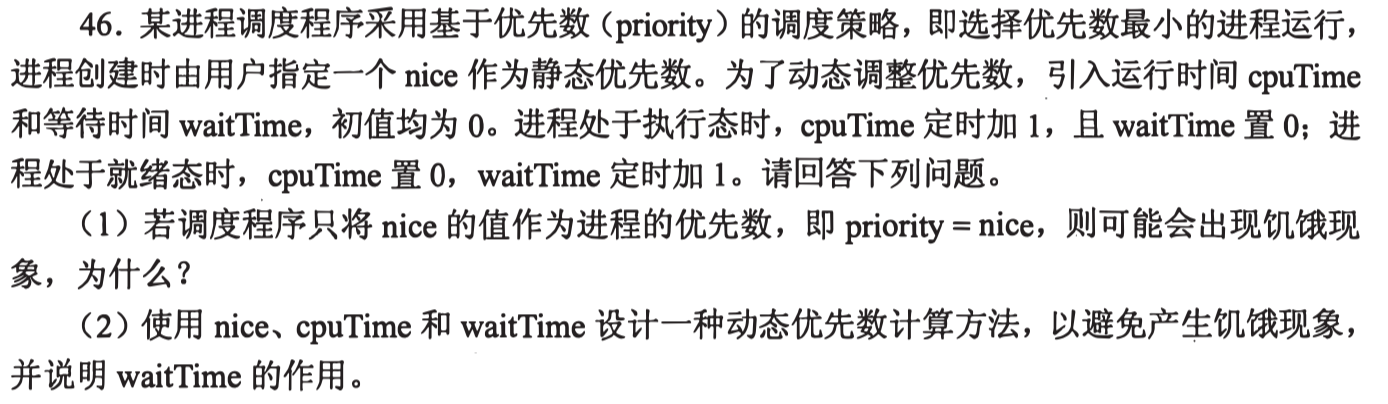 46. 某进程调度程序采用基于优先数（priority）的调度策略，即选择优先数最小的进程运行，
进程创建时由用户指定一个 nice 作为静态优先数。为了动态调整优先数，引入运行时间 cpuTime
和等待时间 waitTime，初值均为 0。进程处于执行态时，cpuTime 定时加 1，且 waitTime 置 0；进
程处于就绪态时，cpuTime 置 0，waitTime 定时加 1。请回答下列问题。
（1）若调度程序只将 nice 的值作为进程的优先数，即 priority = nice，则可能会出现饥饿现
象，为什么？
（2）使用 nice、cpuTime 和 waitTime 设计一种动态优先数计算方法，以避免产生饥饿现象，
并说明 waitTime 的作用。